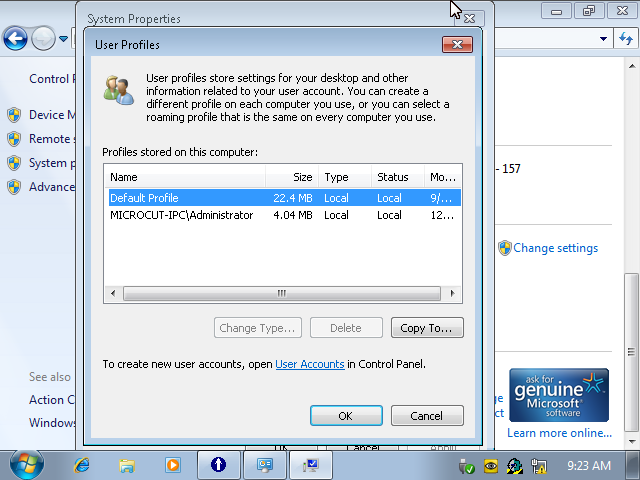 System Properties
User Profiles
Control P
Device M
Remote s
System p
Advance
User profiles store settings for your desktop and other
information related to your user account. You can create a
different profile on each computer you use, or you can select a
roaming profile that is the same on every computer you use.
Profiles stored on this computer:
Name Size Type Status Mo...
Default Profile 22.4 MB Local Local 9/...
MICROCUT-IPC\Administrator 4.04 MB Local Local 12...
- 157
Change settings
Change Type... Delete Copy To...
To create new user accounts, open User Accounts in Control Panel.
See also
Action C
Windows
OK Cancel
ask for
genuine
Microsoft
software
ge
ct
Learn more online...
OK Cancel Apply
9:23 AM